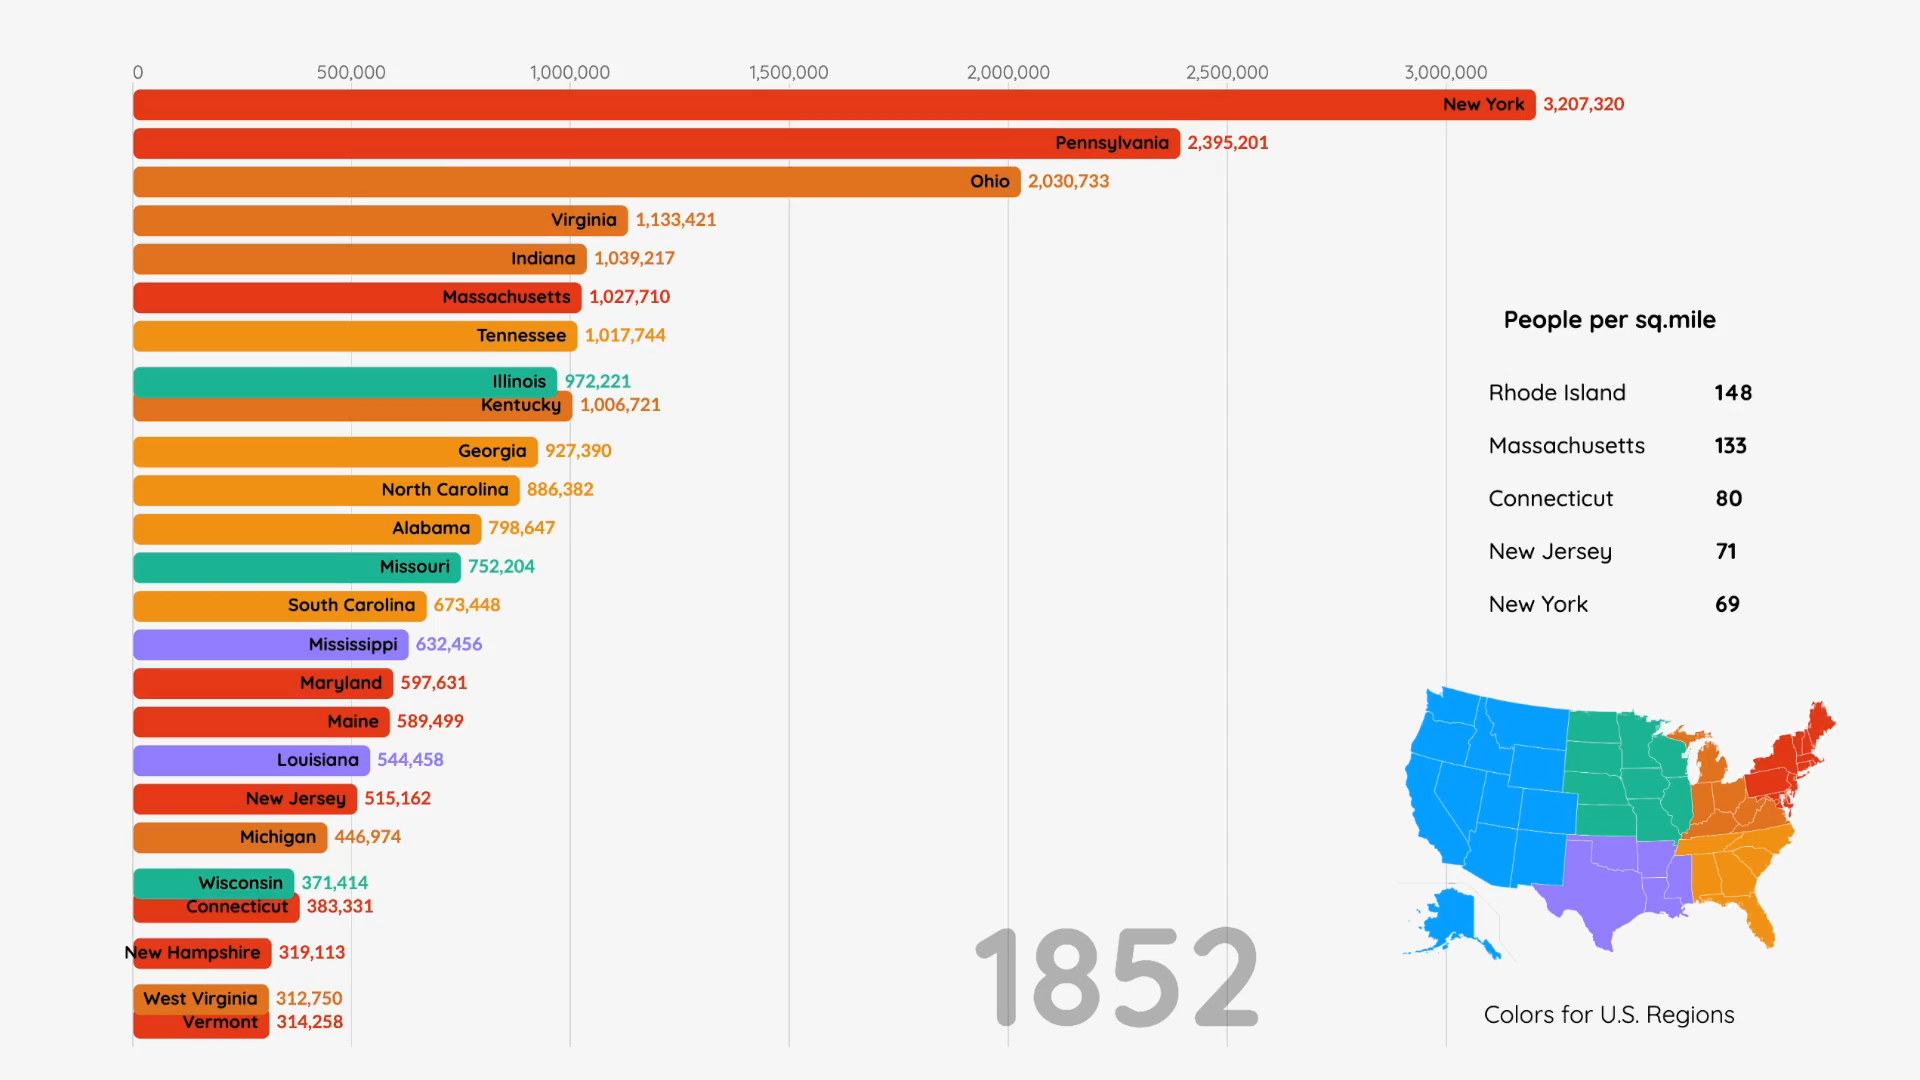 0 500,000 1,000,000 1,500,000 2,000,000 2,500,000 3,000,000
New York 3,207,320
Pennsylvania 2,395,201
Ohio 2,030,733
Virginia 1,133,421
Indiana 1,039,217
Massachusetts 1,027,710
Tennessee 1,017,744
Illinois 972,221
Kentucky 1,006,721
Georgia 927,390
North Carolina 886,382
Alabama 798,647
Missouri 752,204
South Carolina 673,448
Mississippi 632,456
Maryland 597,631
Maine 589,499
Louisiana 544,458
New Jersey 515,162
Michigan 446,974
Wisconsin 371,414
Connecticut 383,331
New Hampshire 319,113
West Virginia 312,750
Vermont 314,258
People per sq.mile
Rhode Island 148
Massachusetts 133
Connecticut 80
New Jersey 71
New York 69
1852
Colors for U.S. Regions